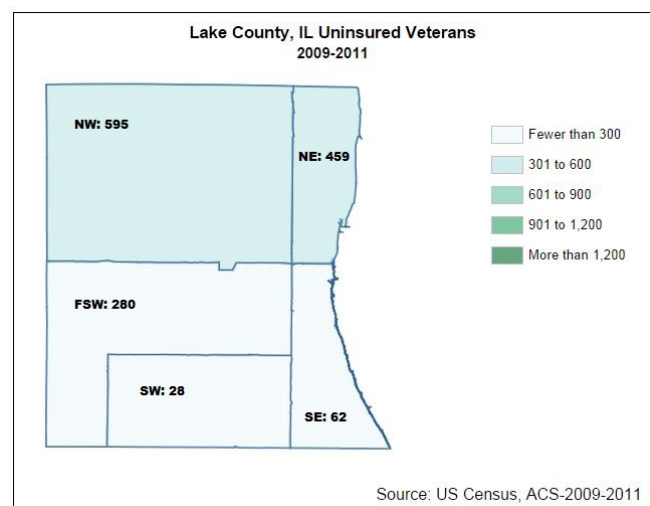 Lake County, IL Uninsured Veterans
2009-2011
NW: 595
NE: 459
FSW: 280
SW: 28
SE: 62
Fewer than 300
301 to 600
601 to 900
901 to 1,200
More than 1,200
Source: US Census, ACS-2009-2011